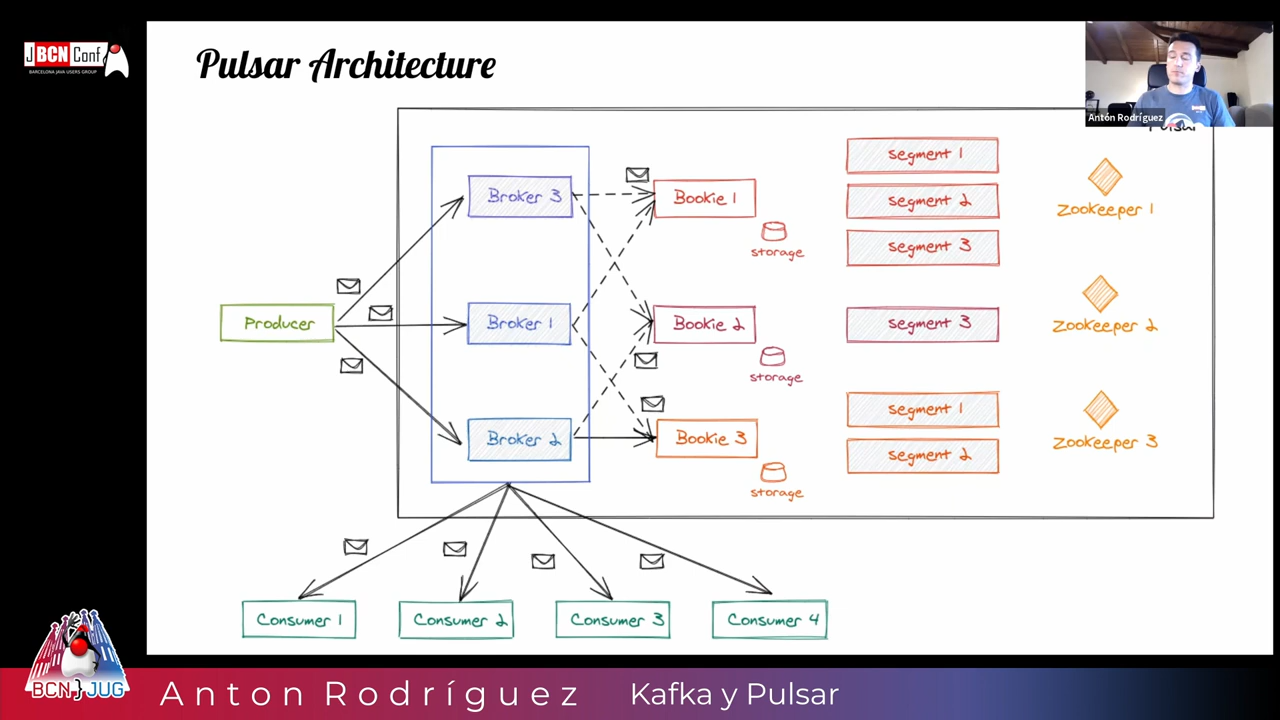 JBCNConf
BARCELONA JAVA USERS GROUP
Pulsar Architecture
Antón Rodríguez
Pulsar
Producer
Broker 3
Broker 1
Broker 2
Bookie 1
storage
Bookie 2
storage
Bookie 3
storage
segment 1
segment 2
segment 3
segment 3
segment 1
segment 2
Zookeeper 1
Zookeeper 2
Zookeeper 3
Consumer 1
Consumer 2
Consumer 3
Consumer 4
BCN}JUG
Anton Rodríguez
Kafka y Pulsar